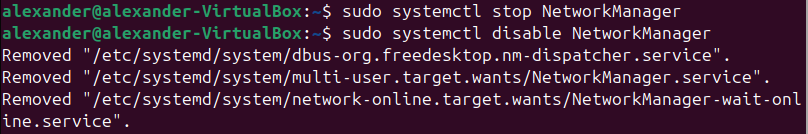 alexander@alexander-VirtualBox:~$ sudo systemctl stop NetworkManager
alexander@alexander-VirtualBox:~$ sudo systemctl disable NetworkManager
Removed "/etc/systemd/system/dbus-org.freedesktop.nm-dispatcher.service".
Removed "/etc/systemd/system/multi-user.target.wants/NetworkManager.service".
Removed "/etc/systemd/system/network-online.target.wants/NetworkManager-wait-onl
ine.service".